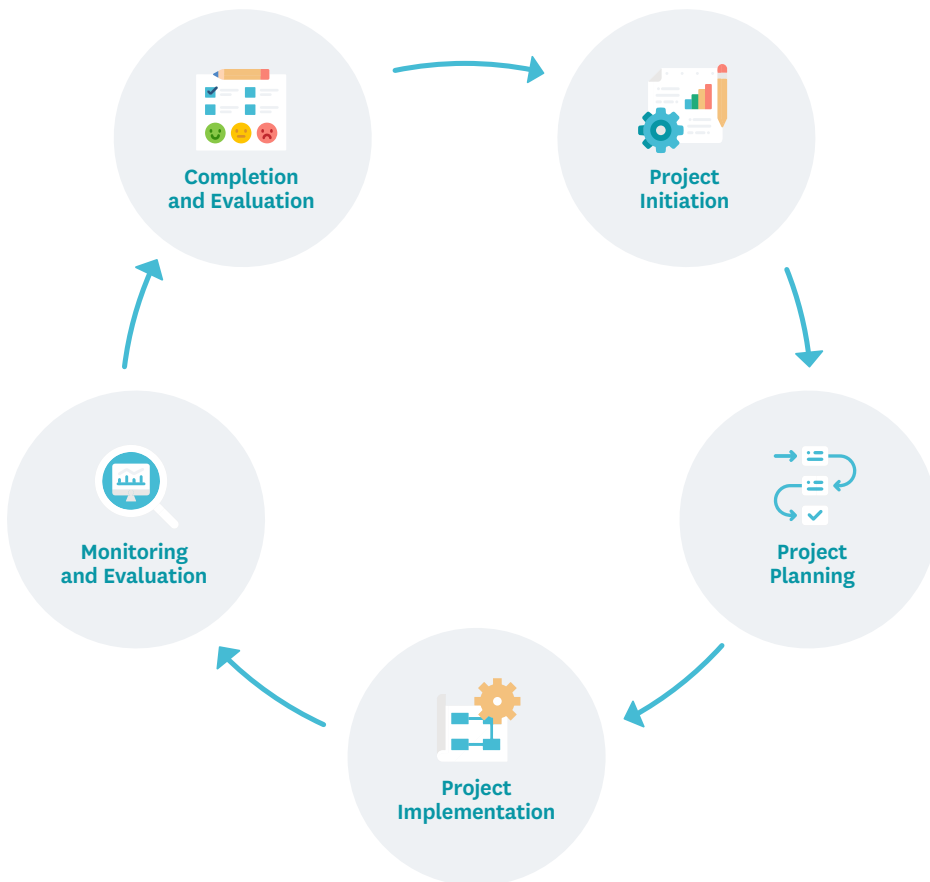 Completion
and Evaluation
Project
Initiation
Project
Planning
Project
Implementation
Monitoring
and Evaluation